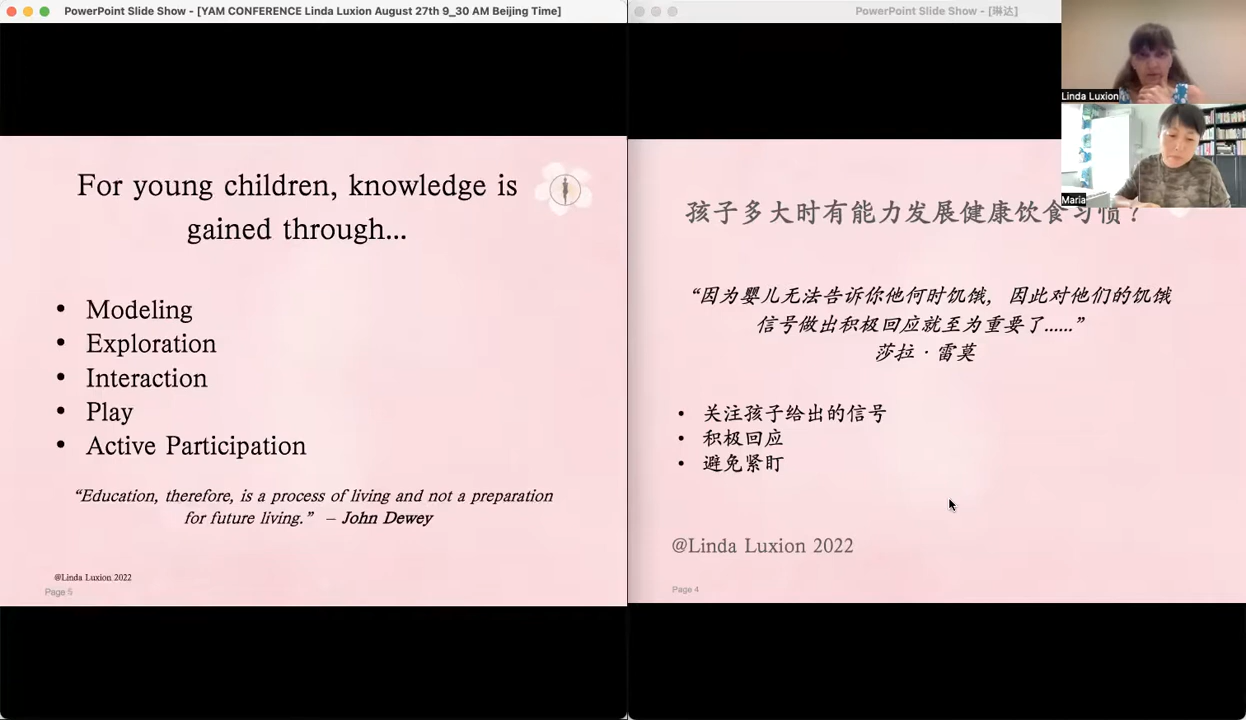 PowerPoint Slide Show - [YAM CONFERENCE Linda Luxion August 27th 9_30 AM Beijing Time]
For young children, knowledge is
gained through...
• Modeling
• Exploration
• Interaction
• Play
• Active Participation
“Education, therefore, is a process of living and not a preparation
for future living.” – John Dewey
@Linda Luxion 2022
Page 5
PowerPoint Slide Show - [琳达]
Linda Luxion
Maria
孩子多大时有能力发展健康饮食习惯？
“因为婴儿无法告诉你他何时饥饿，因此对他们的饥饿
信号做出积极回应就至为重要了......”
莎拉 · 雷莫
• 关注孩子给出的信号
• 积极回应
• 避免紧盯
@Linda Luxion 2022
Page 4